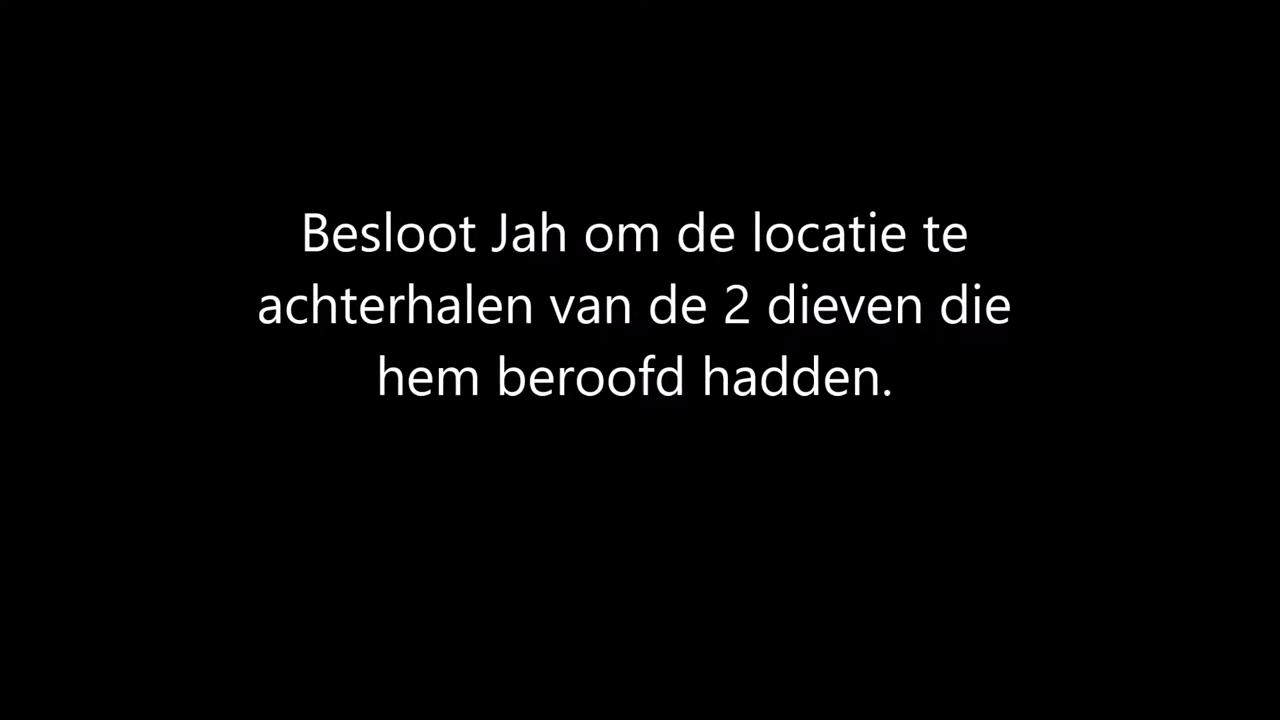 Besloot Jah om de locatie te
achterhalen van de 2 dieven die
hem beroofd hadden.